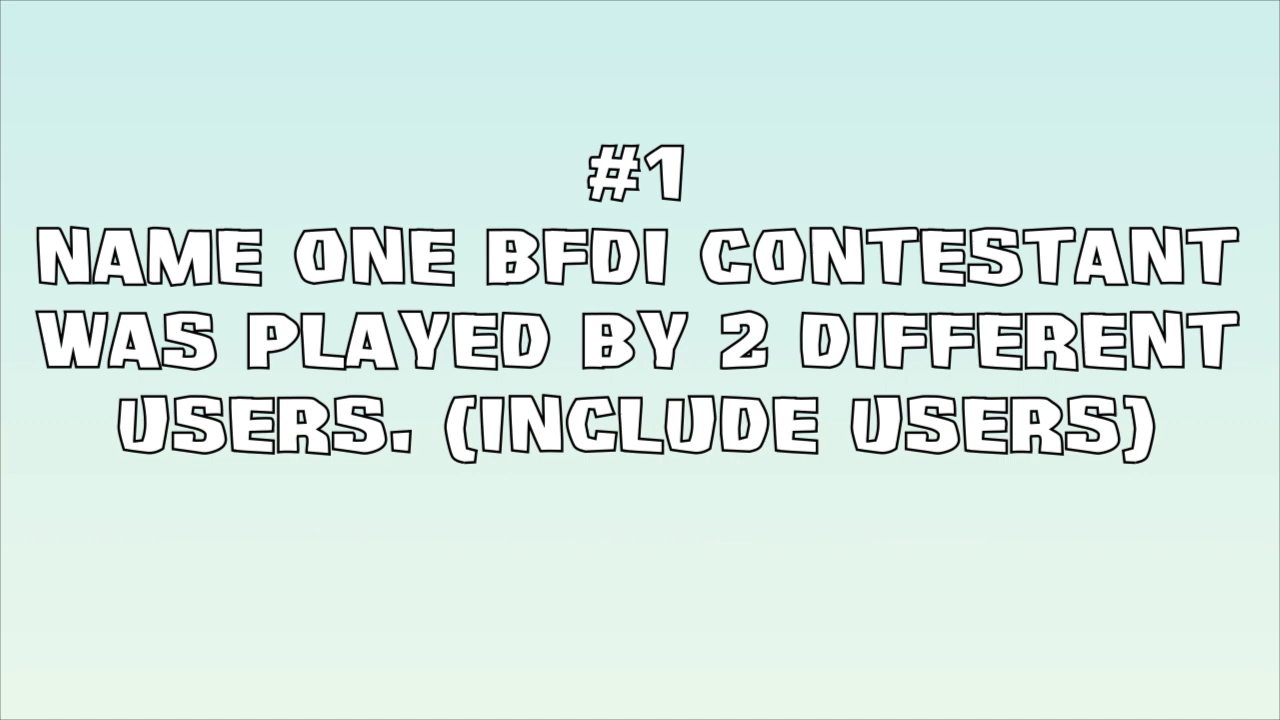 #1
NAME ONE BFDI CONTESTANT
WAS PLAYED BY 2 DIFFERENT
USERS. (INCLUDE USERS)